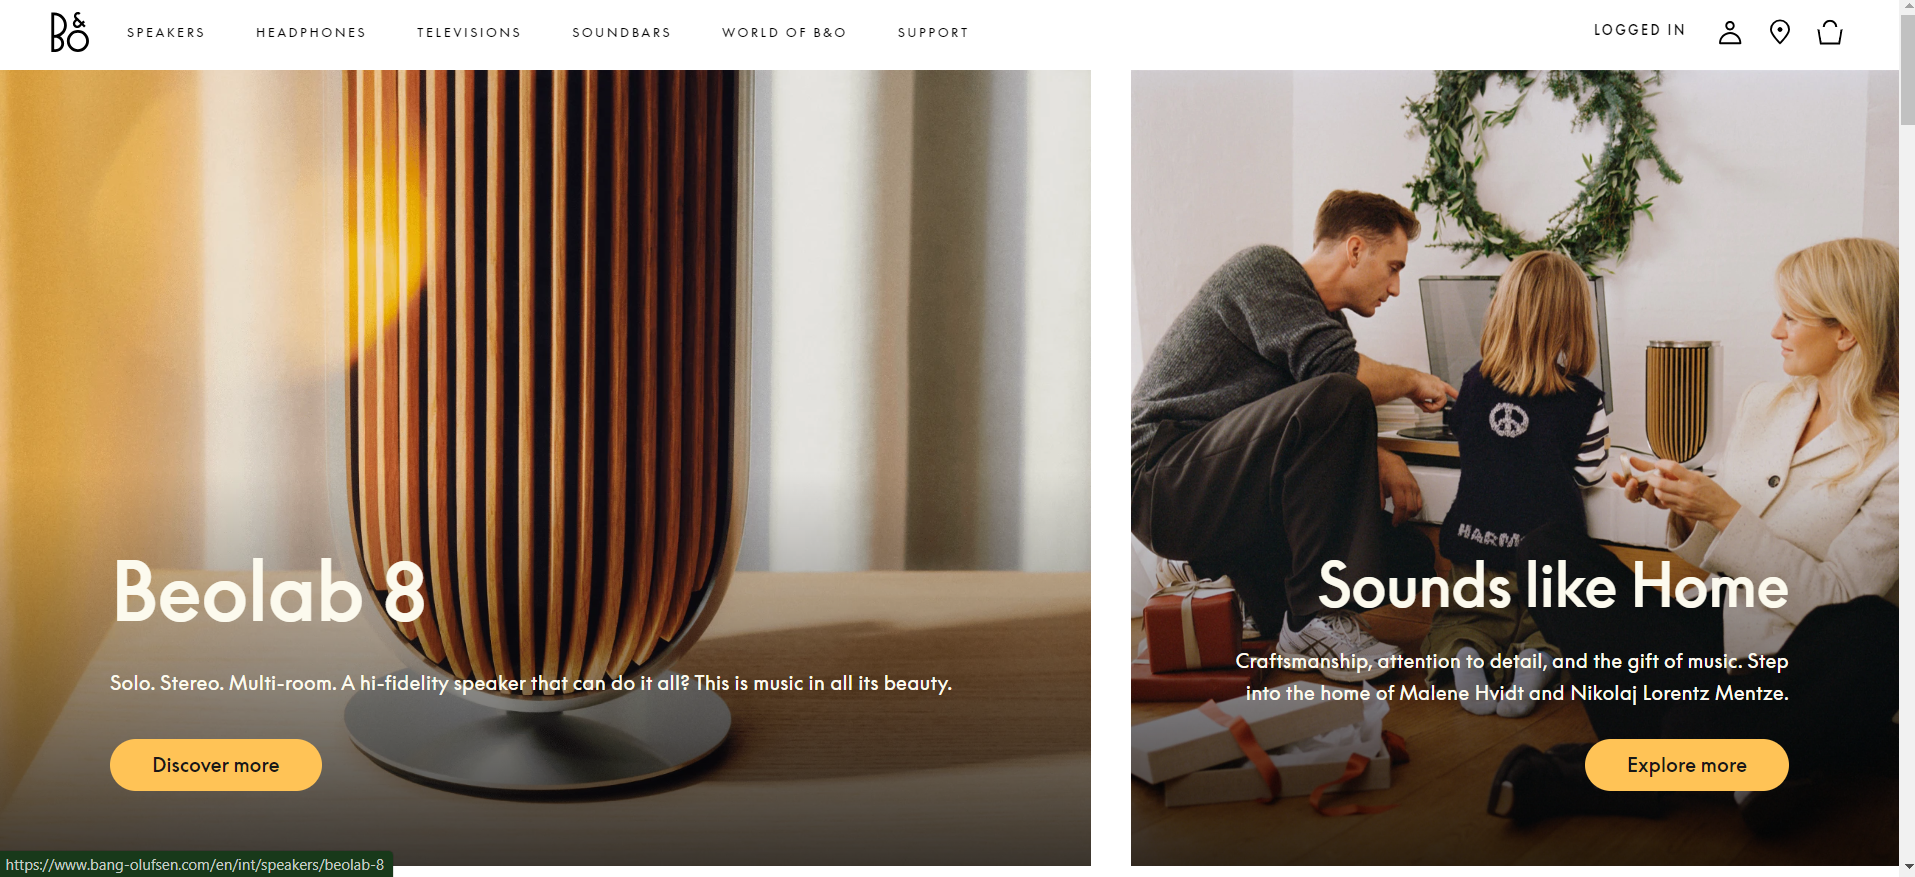 B&O
SPEAKERS
HEADPHONES
TELEVISIONS
SOUNDBARS
WORLD OF B&O
SUPPORT
LOGGED IN
Beolab 8
Solo. Stereo. Multi-room. A hi-fidelity speaker that can do it all? This is music in all its beauty.
Discover more
HARM
Sounds like Home
Craftsmanship, attention to detail, and the gift of music. Step
into the home of Malene Hvidt and Nikolaj Lorentz Mentze.
Explore more
https://www.bang-olufsen.com/en/int/speakers/beolab-8